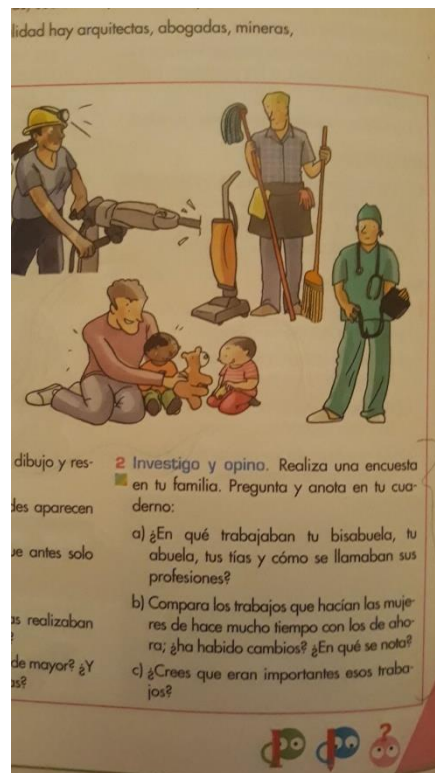 lidad hay arquitectas, abogadas, mineras,
dibujo y res-
des aparecen
ue antes solo
as realizaban
?
de mayor? ¿Y
as?
2 Investigo y opino. Realiza una encuesta
en tu familia. Pregunta y anota en tu cua-
derno:
a) ¿En qué trabajaban tu bisabuela, tu
abuela, tus tías y cómo se llamaban sus
profesiones?
b) Compara los trabajos que hacían las muje-
res de hace mucho tiempo con los de aho-
ra; ¿ha habido cambios? ¿En qué se nota?
c) ¿Crees que eran importantes esos traba-
jos?
?